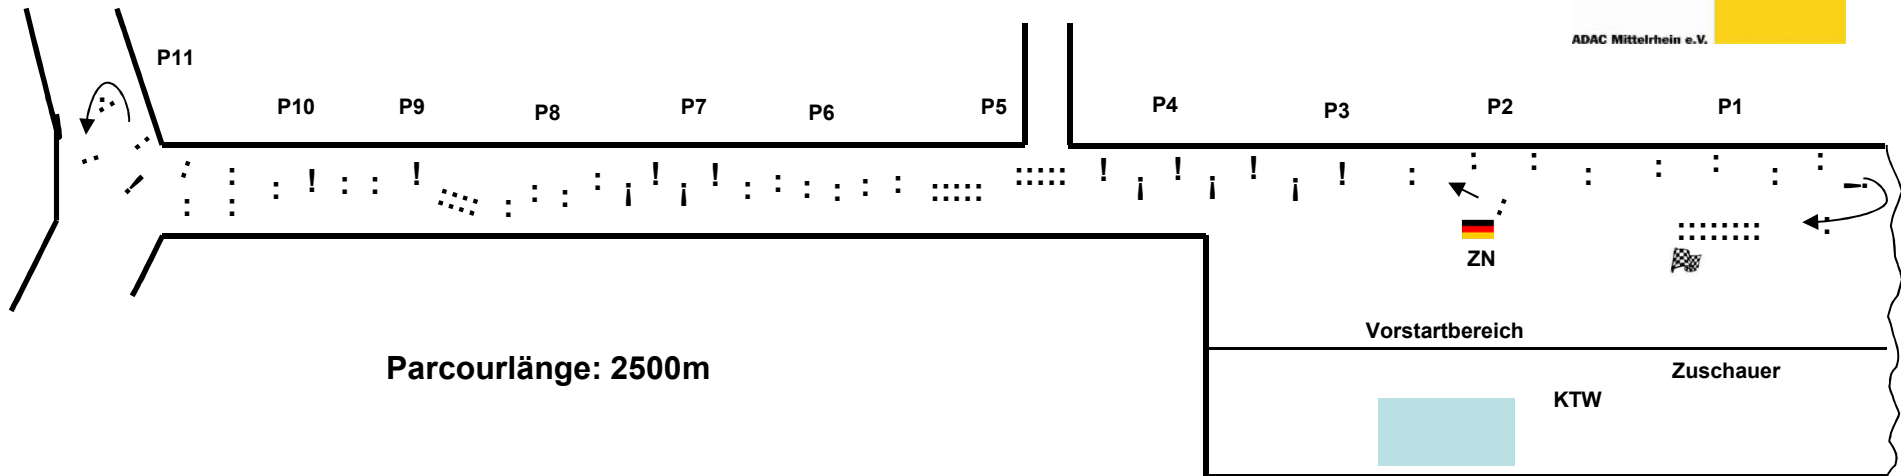 ADAC Mittelrhein e.V.
P11
P10
P9
P8
P7
P6
P5
P4
P3
P2
P1
ZN
Vorstartbereich
Parcourlänge: 2500m
Zuschauer
KTW